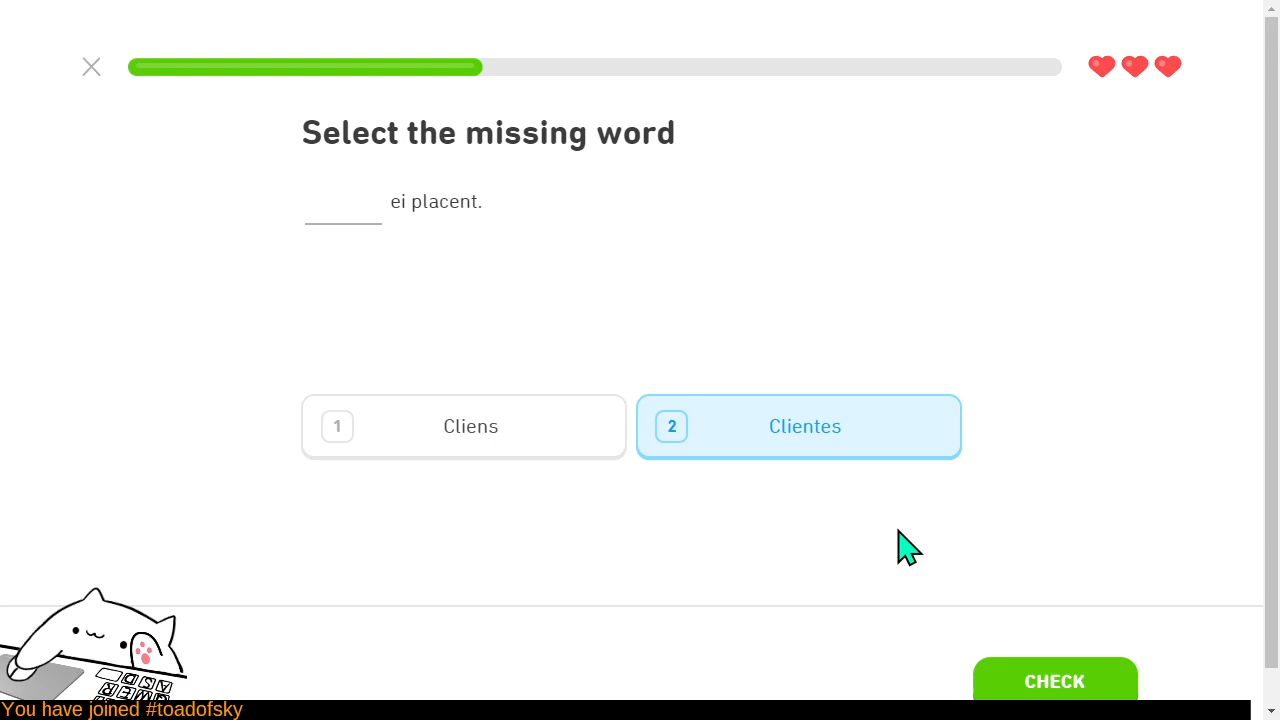 Select the missing word
ei placent.
1 Cliens
2 Clientes
CHECK
A S D
Q W E R
You have joined #toadofsky